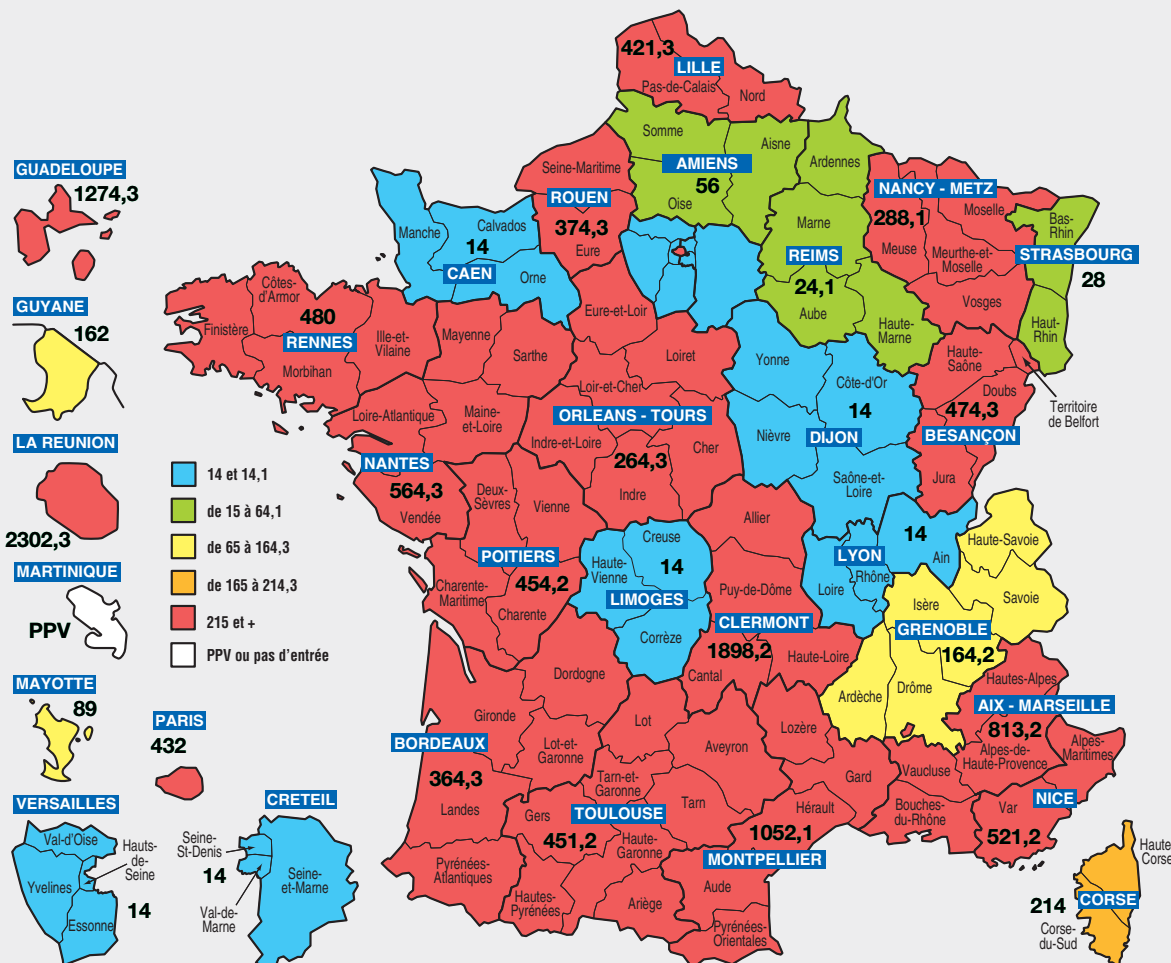 421,3
LILLE
Pas-de-Calais
Nord
Somme
Aisne
AMIENS
56
Oise
Ardennes
Marne
REIMS
24,1
Aube
Haute-
Marne
Seine-Maritime
ROUEN
374,3
Eure
NANCY - METZ
288,1
Moselle
Meuse
Meurthe-et-
Moselle
Vosges
Bas-
Rhin
STRASBOURG
28
Haut-
Rhin
GUADELOUPE
1274,3
GUYANE
162
LA REUNION
2302,3
MARTINIQUE
PPV
MAYOTTE
89
PARIS
432
Manche
Calvados
14
CAEN
Orne
Côtes-
d'Armor
Finistère
480
RENNES
Ille-et-
Vilaine
Morbihan
Mayenne
Sarthe
Loire-Atlantique
Maine-
et-Loire
NANTES
564,3
Vendée
Eure-et-Loir
Loiret
Loir-et-Cher
ORLEANS - TOURS
Indre-et-Loire
264,3
Cher
Indre
Yonne
Côte-d'Or
14
Nièvre
DIJON
Saône-et-
Loire
Haute-
Saône
Doubs
474,3
BESANÇON
Jura
Territoire
de Belfort
14 et 14,1
de 15 à 64,1
de 65 à 164,3
de 165 à 214,3
215 et +
PPV ou pas d'entrée
Deux-
Sèvres
Vienne
POITIERS
454,2
Charente-
Maritime
Charente
Creuse
Haute-
Vienne
14
LIMOGES
Corrèze
Allier
Puy-de-Dôme
CLERMONT
1898,2
Cantal
Haute-Loire
14
LYON
Ain
Loire
Rhône
Haute-Savoie
Savoie
Isère
GRENOBLE
164,2
Ardèche
Drôme
Dordogne
Gironde
BORDEAUX
364,3
Lot-et-
Garonne
Landes
Pyrénées-
Atlantiques
Lot
Aveyron
Tarn-et-
Garonne
Gers
TOULOUSE
Tarn
451,2
Haute-
Garonne
Hautes-
Pyrénées
Ariège
Lozère
Gard
Hérault
1052,1
MONTPELLIER
Aude
Pyrénées-
Orientales
Hautes-Alpes
AIX - MARSEILLE
813,2
Alpes-de-
Haute-Provence
Vaucluse
Bouches-
du-Rhône
Alpes-
Maritimes
NICE
Var
521,2
Haute
Corse
214
CORSE
Corse-
du-Sud
VERSAILLES
Val-d'Oise
Hauts-
de-
Seine
Yvelines
14
Essonne
CRETEIL
Seine-
St-Denis
14
Seine-
et-Marne
Val-de-
Marne